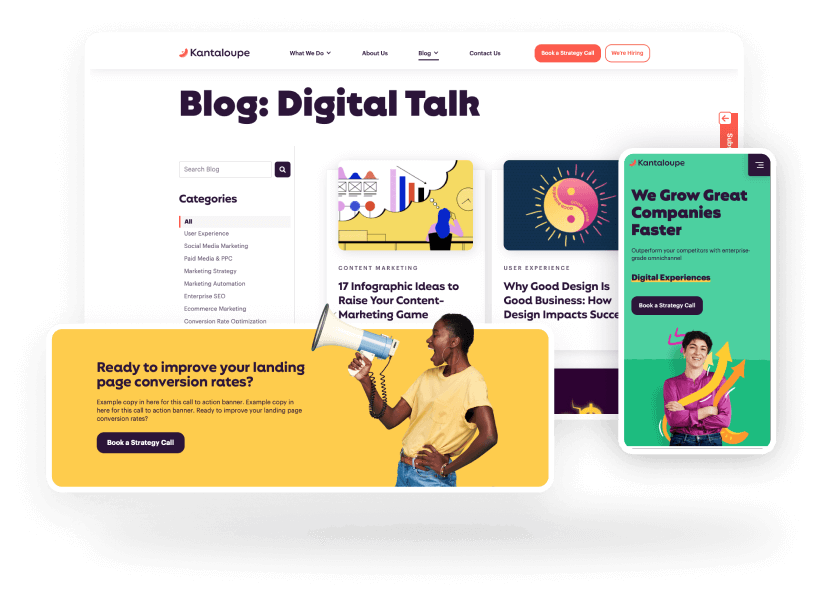 Kantaloupe
What We Do
About Us
Blog
Contact Us
Book a Strategy Call
We're Hiring
Blog: Digital Talk
Search Blog
Categories
All
User Experience
Social Media Marketing
Paid Media & PPC
Marketing Strategy
Marketing Automation
Enterprise SEO
Ecommerce Marketing
Conversion Rate Optimization
CONTENT MARKETING
17 Infographic Ideas to
Raise Your Content-
Marketing Game
USER EXPERIENCE
Why Good Design Is
Good Business: How
Design Impacts Succe
Subs
Kantaloupe
We Grow Great
Companies
Faster
Outperform your competitors with enterprise-
grade omnichannel
Digital Experiences
Book a Strategy Call
Ready to improve your landing
page conversion rates?
Example copy in here for this call to action banner. Example copy in
here for this call to action banner. Ready to improve your landing page
conversion rates?
Book a Strategy Call